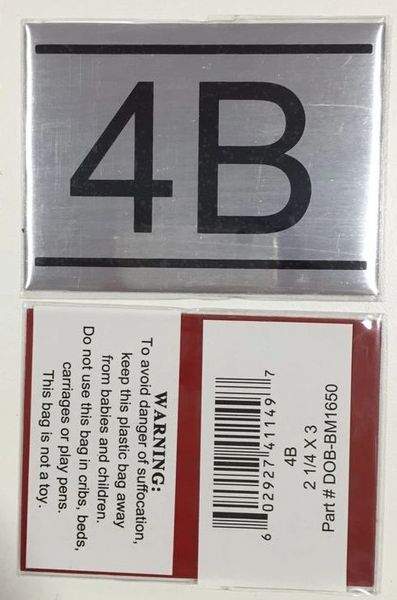 4B
WARNING:
To avoid danger of suffocation,
keep this plastic bag away
from babies and children.
Do not use this bag in cribs, beds,
carriages or play pens.
This bag is not a toy.
Part # DOB-BM1650
2 1/4 X 3
4B
6 02927 41149 7